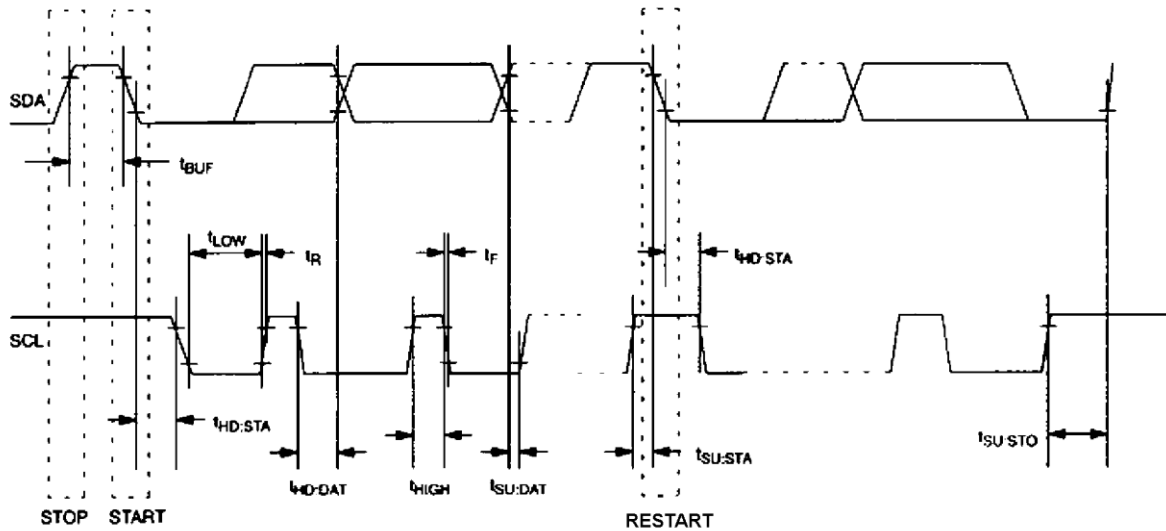 SDA
tBUF
tLOW
tR
tF
tHD:STA
SCL
tHD:STA
tSU:STA
tSU:STO
tHD:DAT
tHIGH
tSU:DAT
STOP
START
RESTART